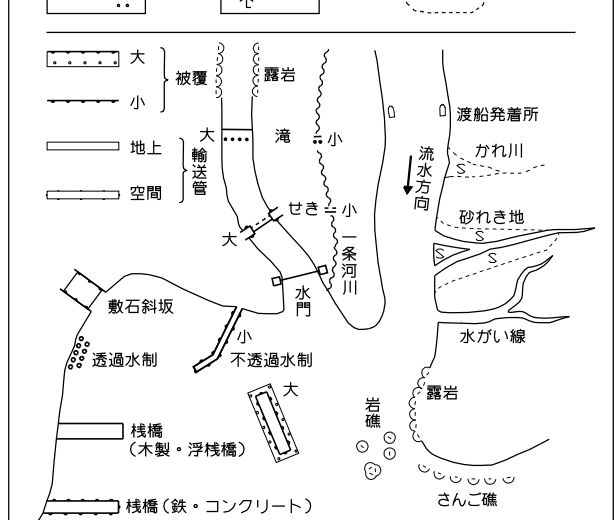 大
被覆
小
露岩
渡船発着所
大
滝
小
地上
輸送管
空間
流水方向
かれ川
せき
小
大
砂れき地
一条河川
敷石斜坂
水門
水がい線
小
透過水制
不透過水制
大
岩礁
露岩
桟橋
（木製・浮桟橋）
さんご礁
桟橋（鉄・コンクリート）
S
S
S
S